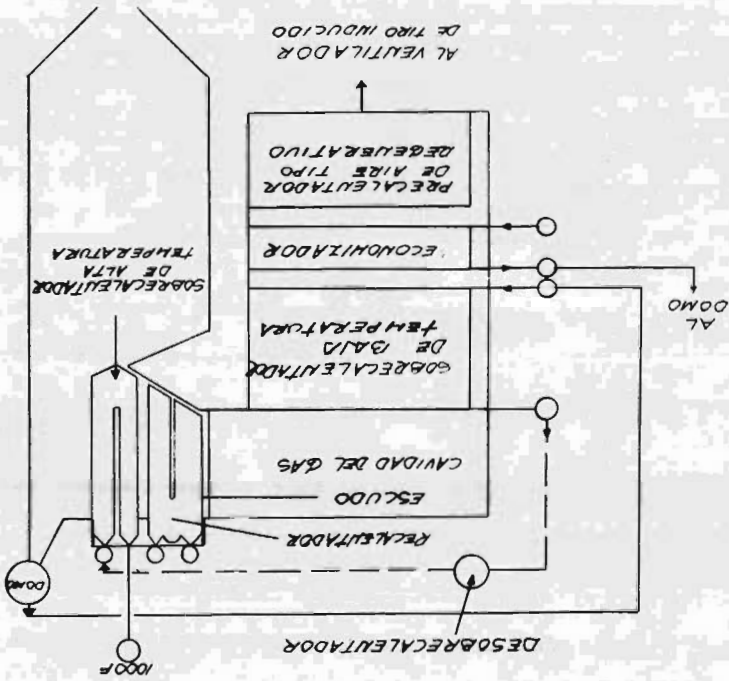 1000F
DESOBRECALENTADOR
DOMO
RECALENTADOR
ESCUDO
CAVIDAD DEL GAS
SOBRECALENTADOR
DE BAJA
TEMPERATURA
AL
DOMO
SOBRECALENTADOR
DE ALTA
TEMPERATURA
ECONOMIZADOR
PRECALENTADOR
DE AIRE TIPO
REGENERATIVO
AL VENTILADOR
DE TIRO INDUCIDO